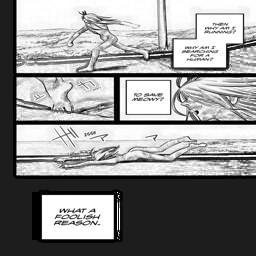 THEN
WHY AM I
RUNNING?
WHY AM I
SEARCHING
FOR A
HUMAN?
TO SAVE
MEOWY?
WHAT A
FOOLISH
REASON.